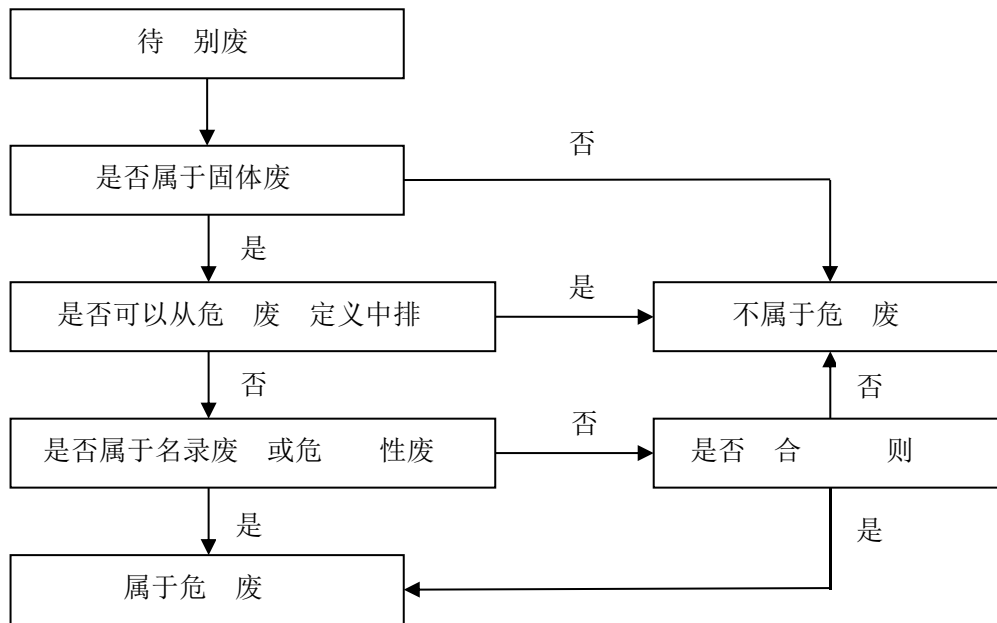 待 别废
否
是否属于固体废
是
是
是否可以从危 废 定义中排
不属于危 废
否
否
否
是否属于名录废 或危 性废
是否 合 则
是
是
属于危 废